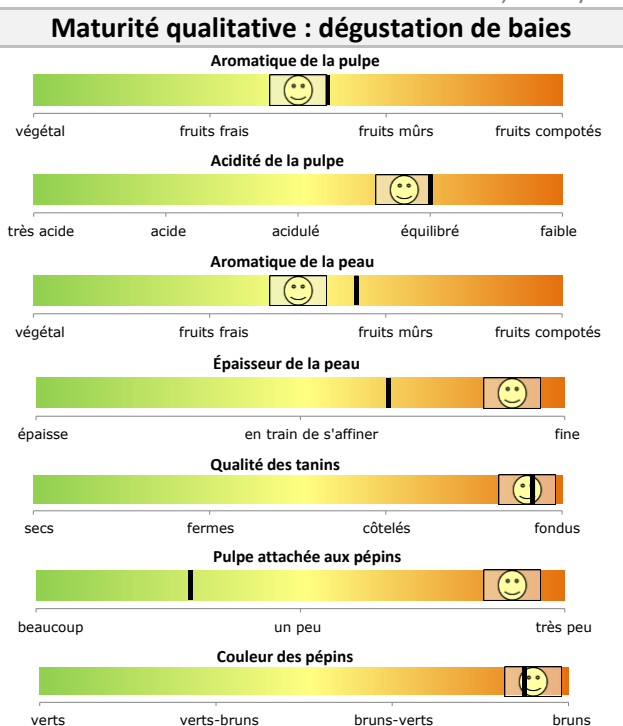 Maturité qualitative : dégustation de baies
Aromatique de la pulpe
végétal fruits frais fruits mûrs fruits compotés
Acidité de la pulpe
très acide acide acidulé équilibré faible
Aromatique de la peau
végétal fruits frais fruits mûrs fruits compotés
Épaisseur de la peau
épaisse en train de s'affiner fine
Qualité des tanins
secs fermes côtelés fondus
Pulpe attachée aux pépins
beaucoup un peu très peu
Couleur des pépins
verts verts-bruns bruns-verts bruns